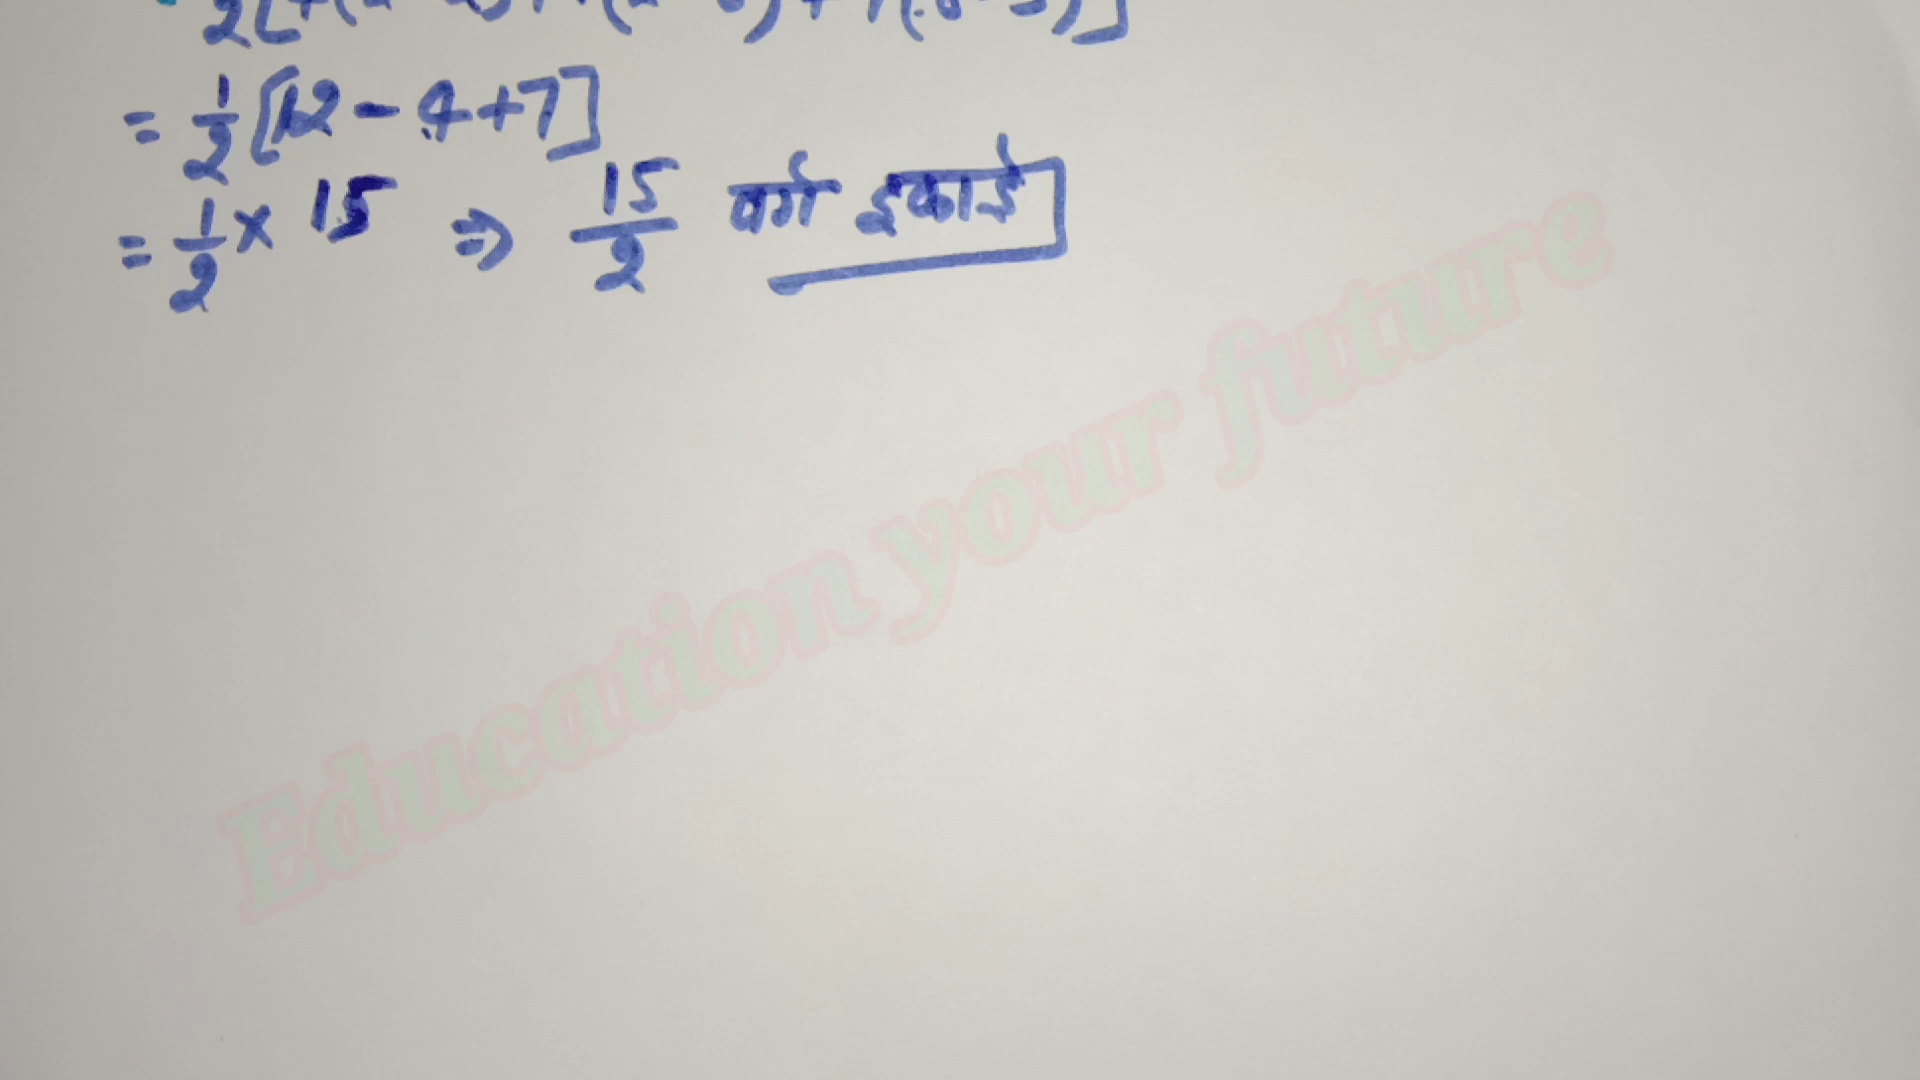 = 1/2 [12 - 4 + 7]
= 1/2 × 15 ⇒ 15/2 वर्ग इकाई
Education your future